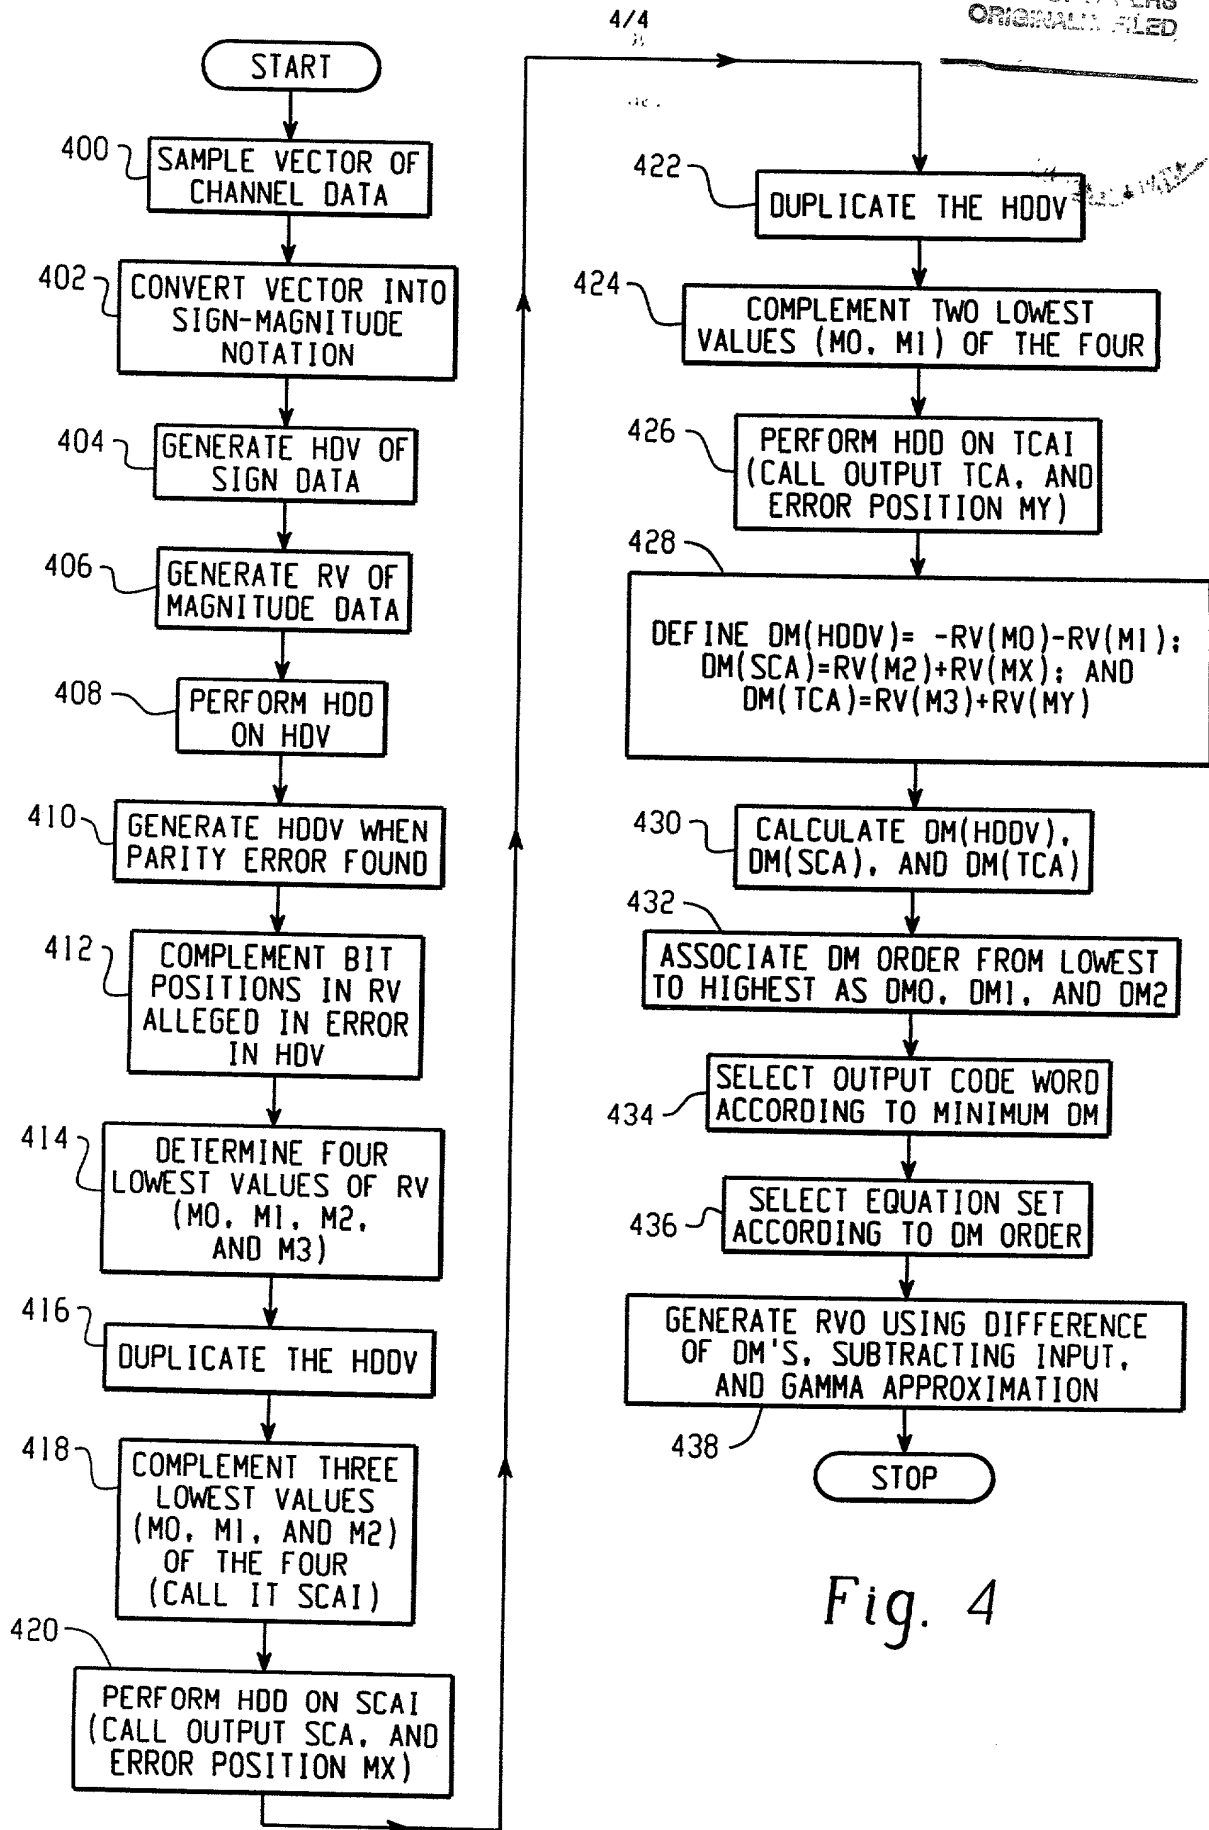 4/4
ORIGINALLY FILED
START
400
SAMPLE VECTOR OF
CHANNEL DATA
402
CONVERT VECTOR INTO
SIGN-MAGNITUDE
NOTATION
404
GENERATE HDV OF
SIGN DATA
406
GENERATE RV OF
MAGNITUDE DATA
408
PERFORM HDD
ON HDV
410
GENERATE HDDV WHEN
PARITY ERROR FOUND
412
COMPLEMENT BIT
POSITIONS IN RV
ALLEGED IN ERROR
IN HDV
414
DETERMINE FOUR
LOWEST VALUES OF RV
(M0, M1, M2,
AND M3)
416
DUPLICATE THE HDDV
418
COMPLEMENT THREE
LOWEST VALUES
(M0, M1, AND M2)
OF THE FOUR
(CALL IT SCAI)
420
PERFORM HDD ON SCAI
(CALL OUTPUT SCA, AND
ERROR POSITION MX)
422
DUPLICATE THE HDDV
424
COMPLEMENT TWO LOWEST
VALUES (M0, M1) OF THE FOUR
426
PERFORM HDD ON TCAI
(CALL OUTPUT TCA, AND
ERROR POSITION MY)
428
DEFINE DM(HDDV)= -RV(M0)-RV(M1);
DM(SCA)=RV(M2)+RV(MX); AND
DM(TCA)=RV(M3)+RV(MY)
430
CALCULATE DM(HDDV),
DM(SCA), AND DM(TCA)
432
ASSOCIATE DM ORDER FROM LOWEST
TO HIGHEST AS DM0, DM1, AND DM2
434
SELECT OUTPUT CODE WORD
ACCORDING TO MINIMUM DM
436
SELECT EQUATION SET
ACCORDING TO DM ORDER
GENERATE RVO USING DIFFERENCE
OF DM'S, SUBTRACTING INPUT,
AND GAMMA APPROXIMATION
438
STOP
Fig. 4